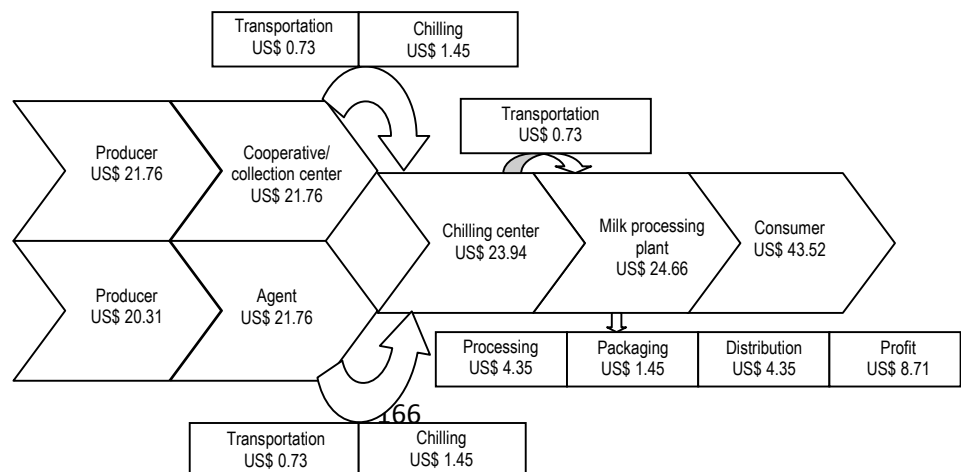 Transportation
US$ 0.73
Chilling
US$ 1.45
Transportation
US$ 0.73
Producer
US$ 21.76
Cooperative/
collection center
US$ 21.76
Chilling center
US$ 23.94
Milk processing
plant
US$ 24.66
Consumer
US$ 43.52
Producer
US$ 20.31
Agent
US$ 21.76
Processing
US$ 4.35
Packaging
US$ 1.45
Distribution
US$ 4.35
Profit
US$ 8.71
166
Transportation
US$ 0.73
Chilling
US$ 1.45